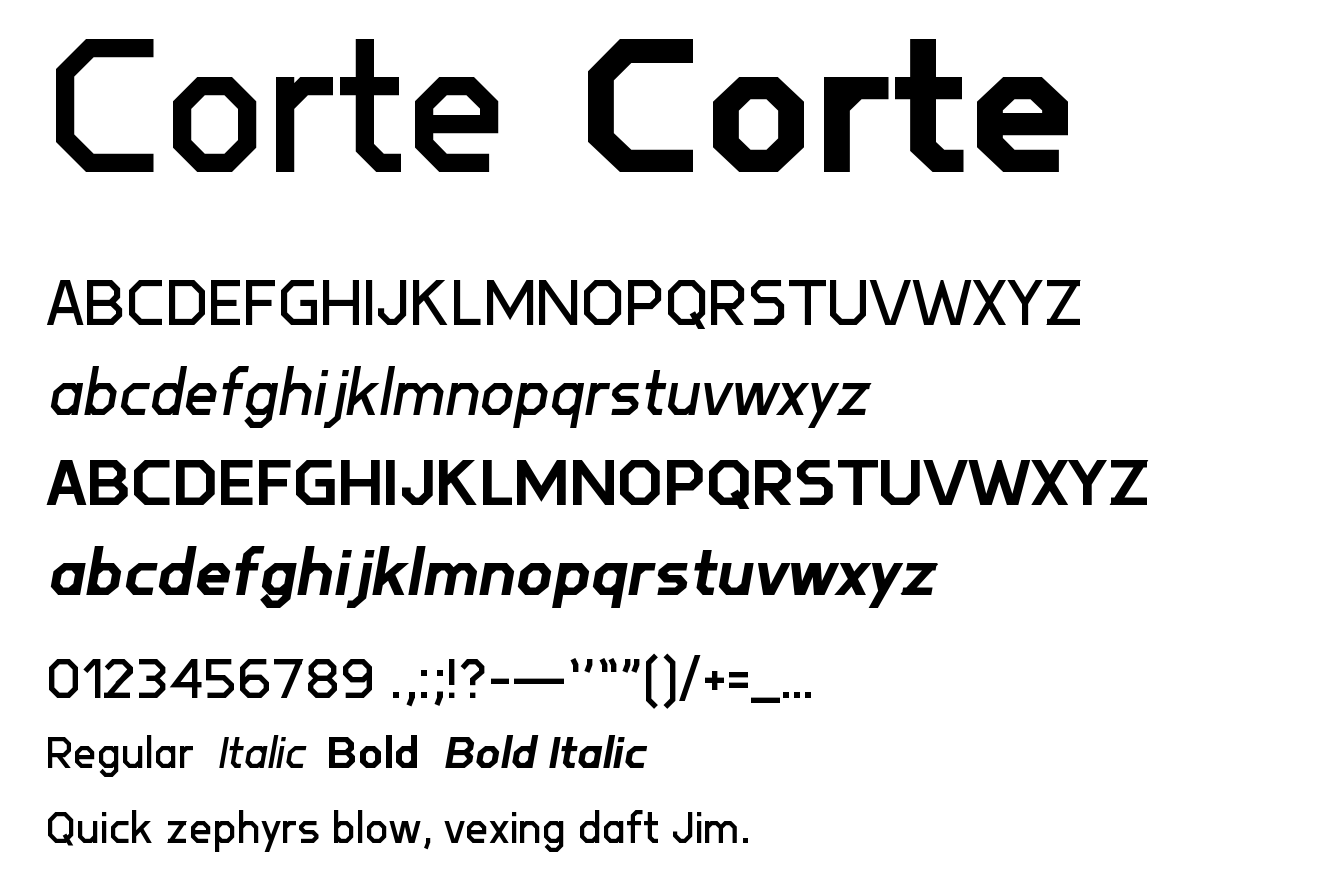 Corte Corte
ABCDEFGHIJKLMNOPQRSTUVWXYZ
abcdefghijklmnopqrstuvwxyz
ABCDEFGHIJKLMNOPQRSTUVWXYZ
abcdefghijklmnopqrstuvwxyz
0123456789 .,:;!?-—‘’“”()/+=_...
Regular Italic Bold Bold Italic
Quick zephyrs blow, vexing daft Jim.